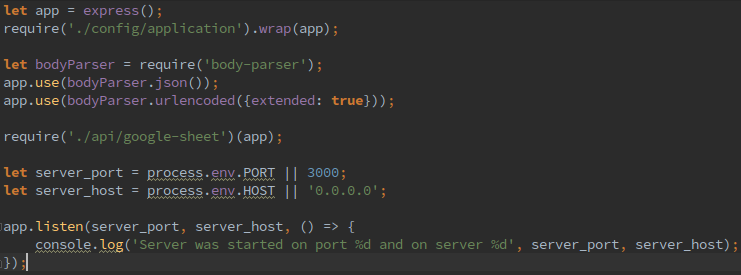 let app = express();
require('./config/application').wrap(app);
let bodyParser = require('body-parser');
app.use(bodyParser.json());
app.use(bodyParser.urlencoded({extended: true}));
require('./api/google-sheet')(app);
let server_port = process.env.PORT || 3000;
let server_host = process.env.HOST || '0.0.0.0';
app.listen(server_port, server_host, () => {
    console.log('Server was started on port %d and on server %d', server_port, server_host);
});